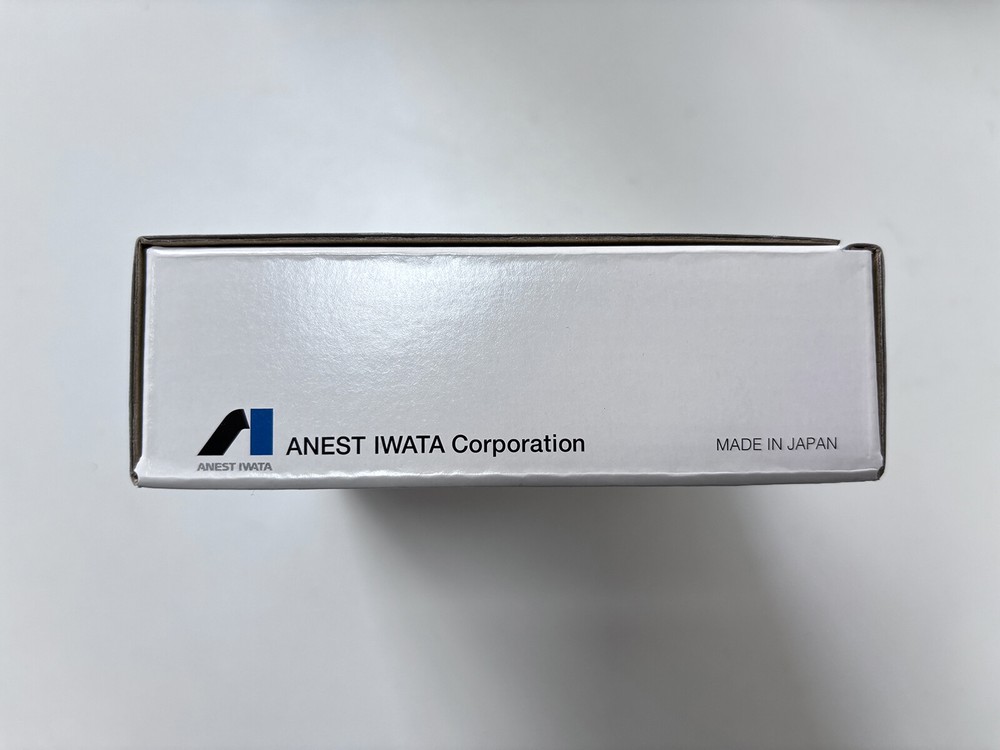 ANEST IWATA
ANEST IWATA Corporation
MADE IN JAPAN